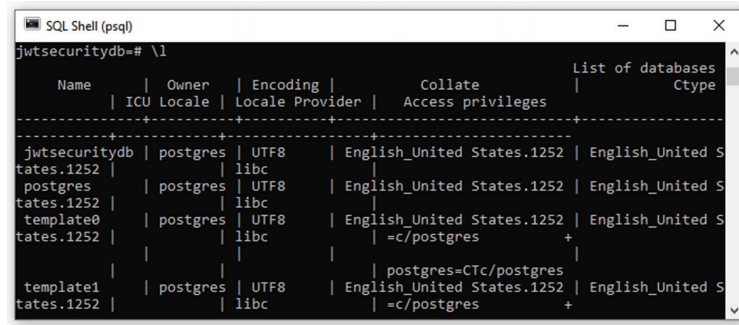 SQL Shell (psql)
jwtsecuritydb=# \l
List of databases
Name | Owner | Encoding | Collate | Ctype
| ICU Locale | Locale Provider | Access privileges
---------------+----------+----------+----------------------------+-----------------
-----------+------------+-----------------+-----------------------
jwtsecuritydb | postgres | UTF8 | English_United States.1252 | English_United S
tates.1252 | | libc |
postgres | postgres | UTF8 | English_United States.1252 | English_United S
tates.1252 | | libc |
template0 | postgres | UTF8 | English_United States.1252 | English_United S
tates.1252 | | libc | =c/postgres +
| | | |
| | | postgres=CTc/postgres
template1 | postgres | UTF8 | English_United States.1252 | English_United S
tates.1252 | | libc | =c/postgres +